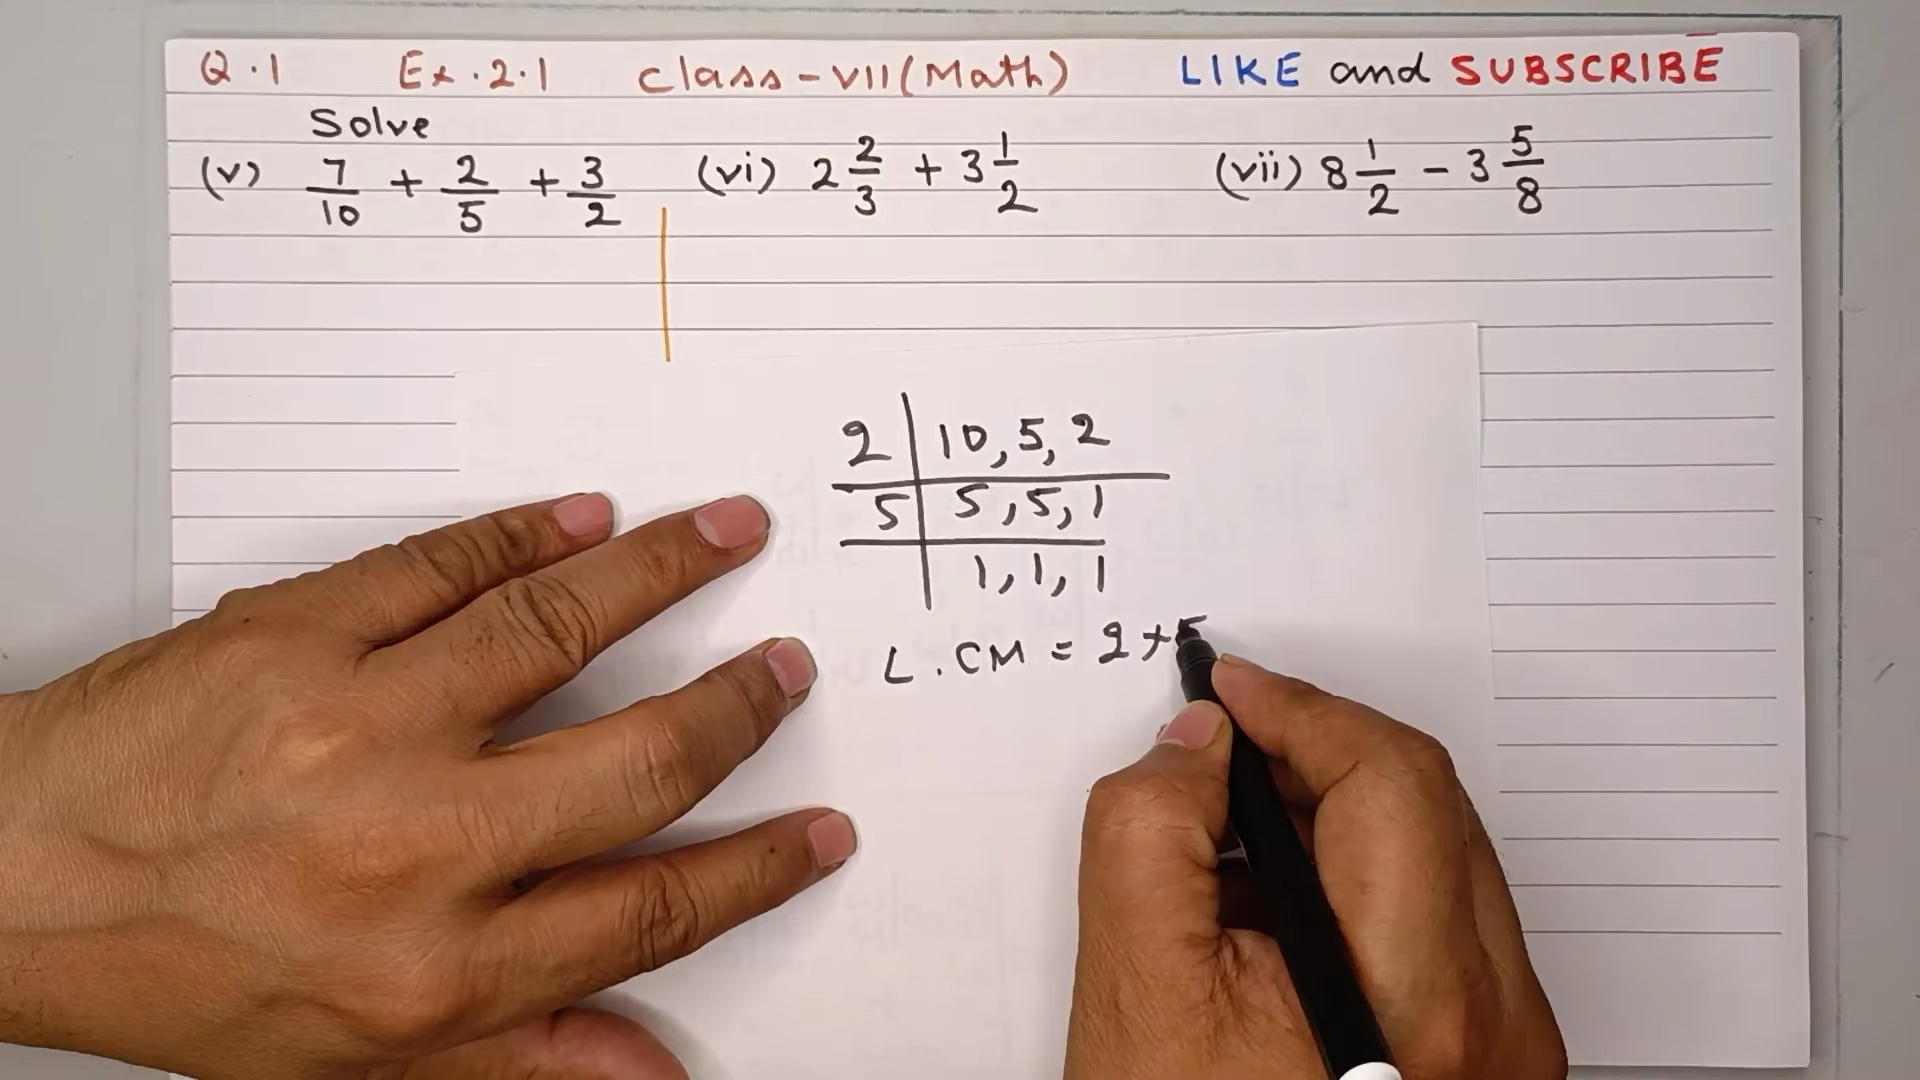 Q.1 Ex.2.1 Class-VII(Math) LIKE and SUBSCRIBE
Solve
(v) 7/10 + 2/5 + 3/2 (vi) 2 2/3 + 3 1/2 (vii) 8 1/2 - 3 5/8
2 | 10, 5, 2
5 | 5, 5, 1
| 1, 1, 1
L.CM = 2×5